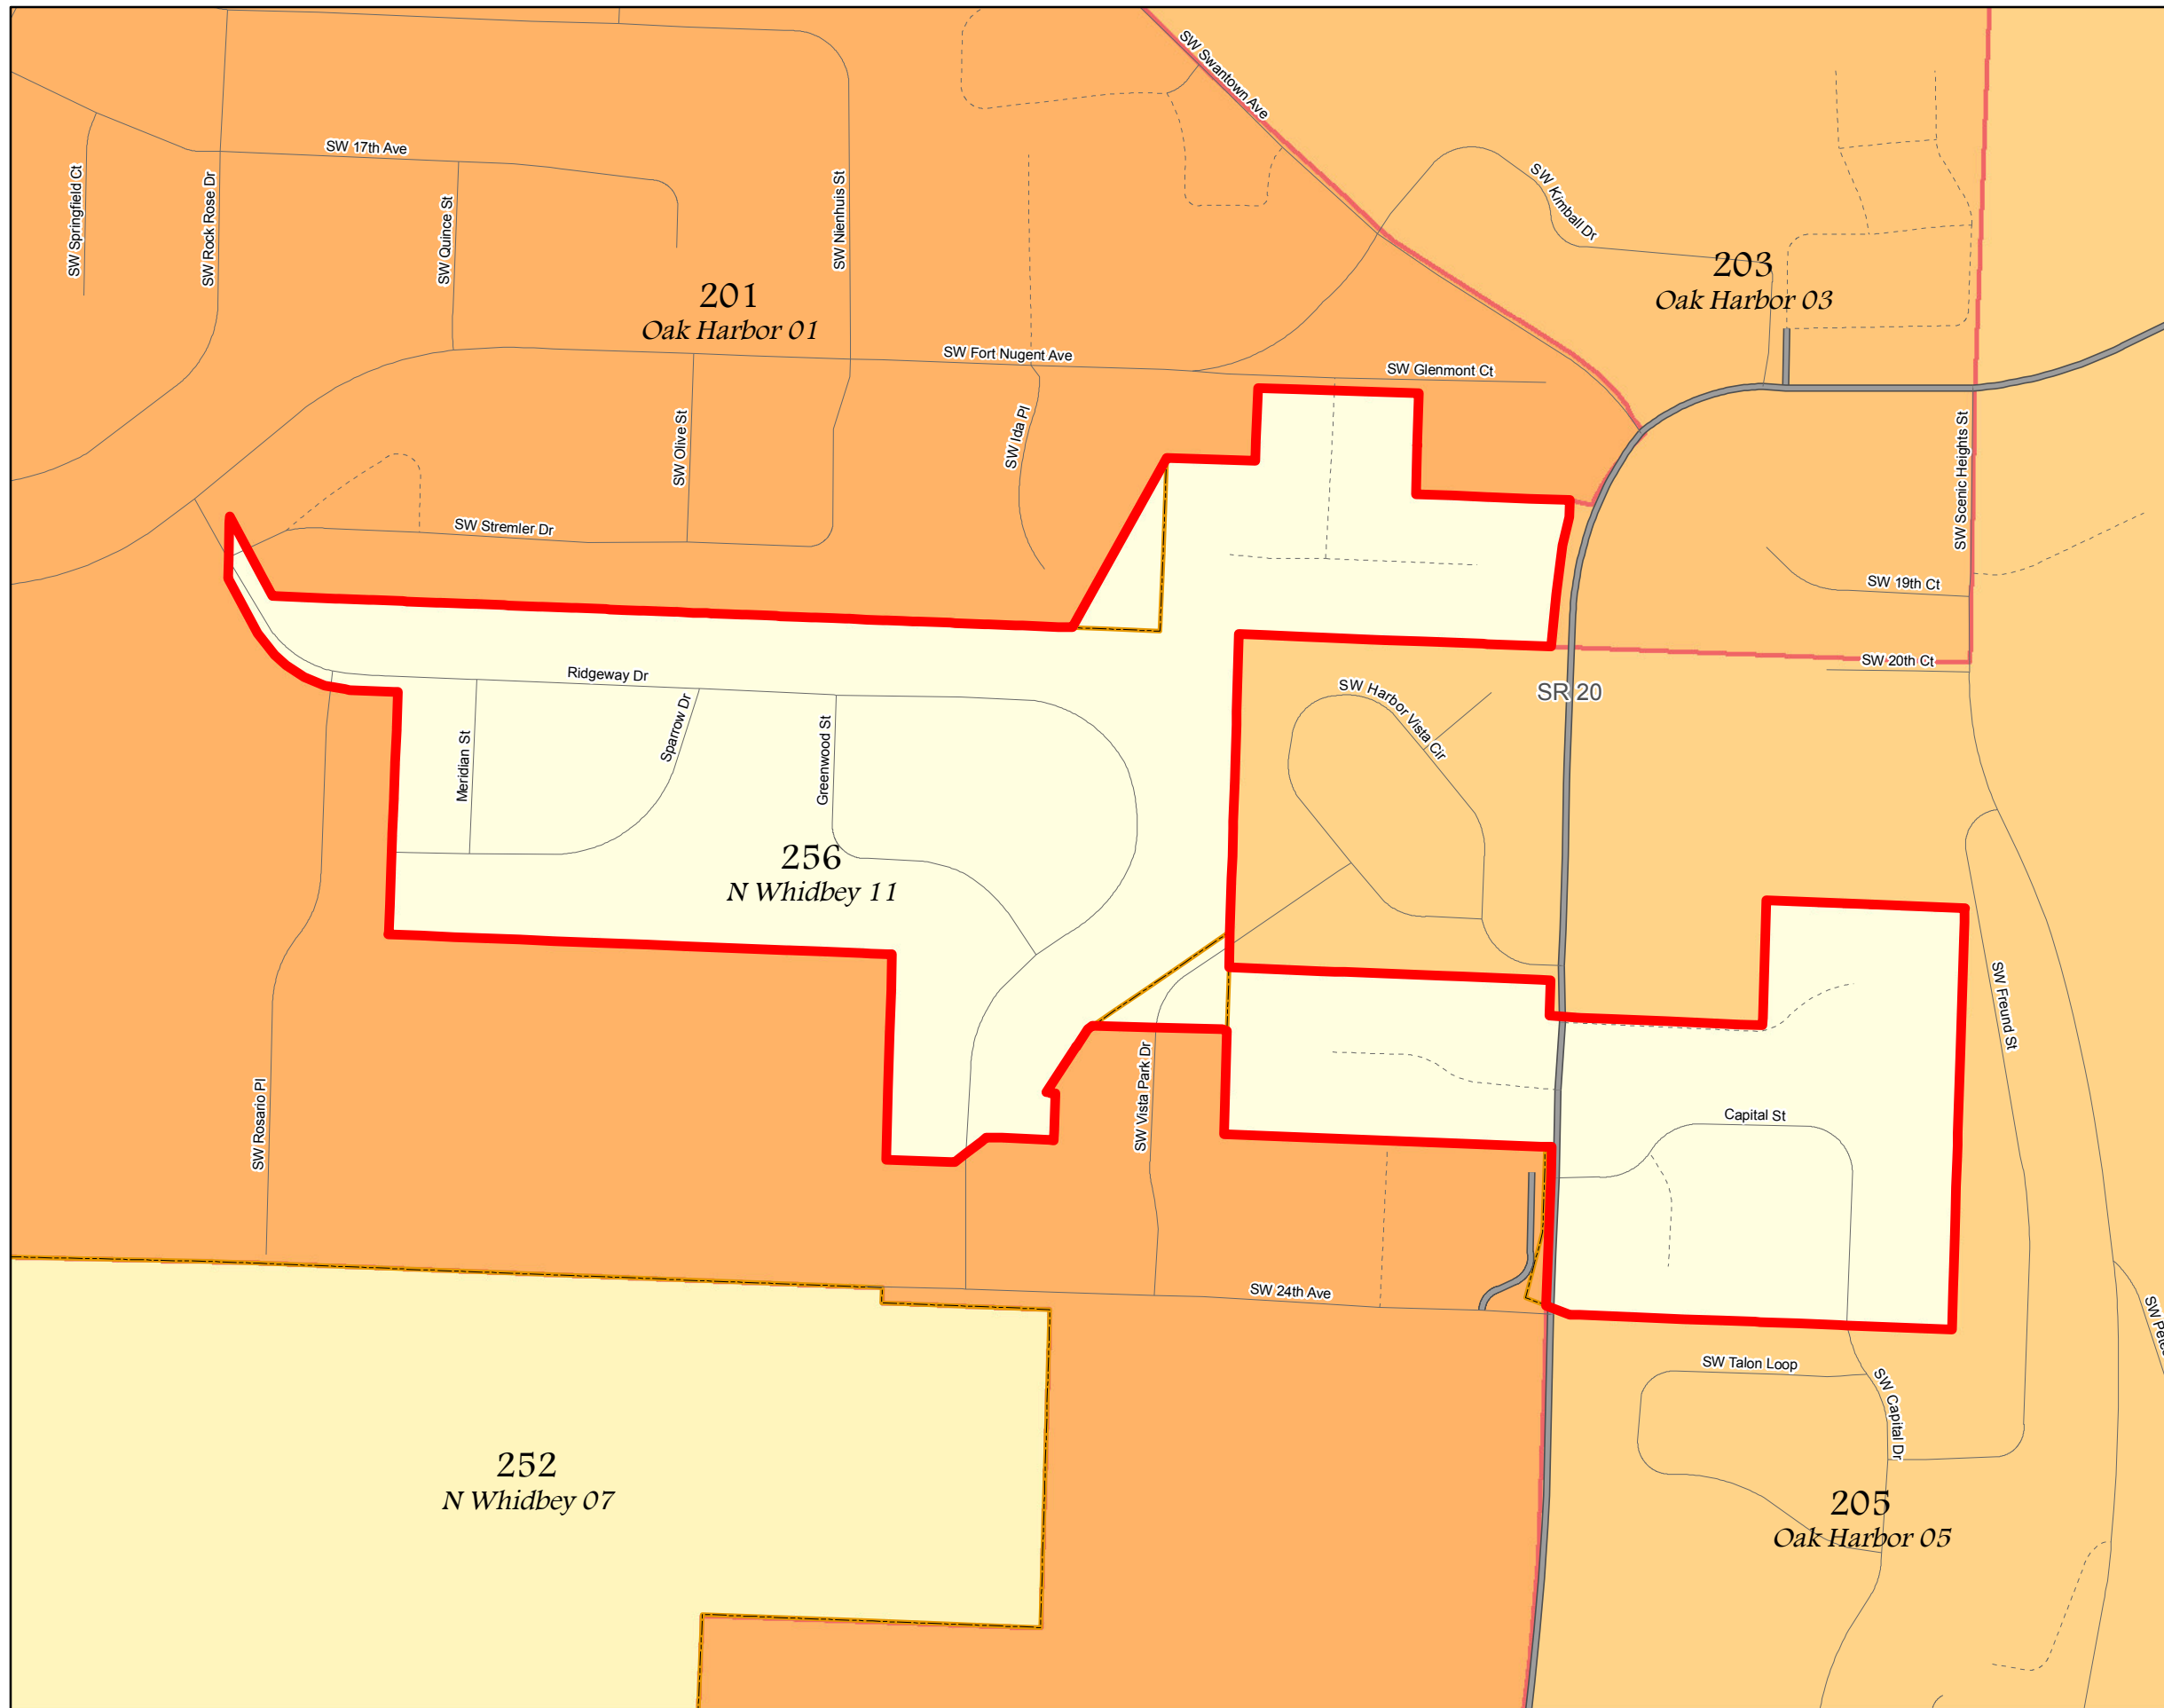 SW Swantown Ave
SW 17th Ave
SW Springfield Ct
SW Rock Rose Dr
SW Quince St
SW Nienhuis St
SW Kimball Dr
203
Oak Harbor 03
201
Oak Harbor 01
SW Fort Nugent Ave
SW Glenmont Ct
SW Olive St
SW Ida Pl
SW Scenic Heights St
SW Stremler Dr
SW 19th Ct
SW 20th Ct
Ridgeway Dr
SR 20
SW Harbor Vista Cir
Meridian St
Sparrow Dr
Greenwood St
256
N Whidbey 11
SW Freund St
SW Vista Park Dr
Capital St
SW Rosario Pl
SW 24th Ave
SW Talon Loop
SW Capital Dr
252
N Whidbey 07
205
Oak Harbor 05